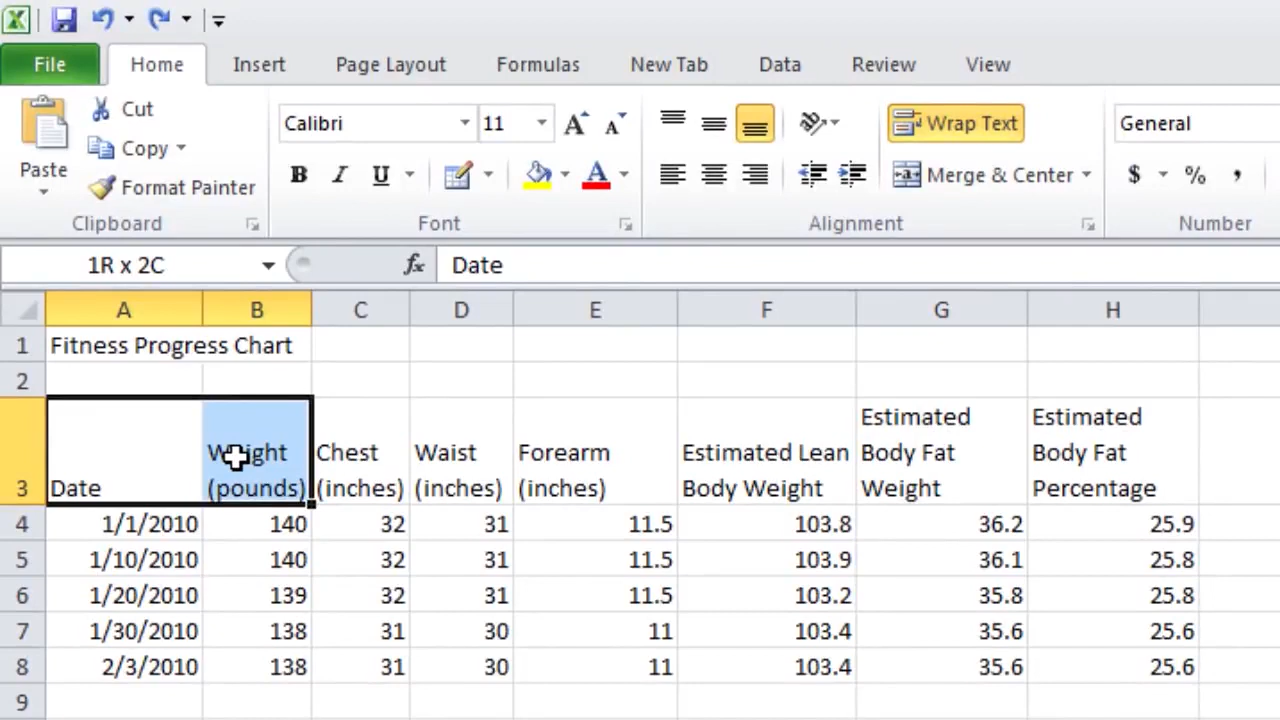 File Home Insert Page Layout Formulas New Tab Data Review View
Cut
Copy
Paste
Format Painter
Clipboard
Calibri 11 A A
B I U A
Font
Wrap Text
Merge & Center
Alignment
General
$ % ,
Number
1R x 2C fx Date
A B C D E F G H
1 Fitness Progress Chart
2
3 Date Weight (pounds) Chest (inches) Waist (inches) Forearm (inches) Estimated Lean Body Weight Estimated Body Fat Weight Estimated Body Fat Percentage
4 1/1/2010 140 32 31 11.5 103.8 36.2 25.9
5 1/10/2010 140 32 31 11.5 103.9 36.1 25.8
6 1/20/2010 139 32 31 11.5 103.2 35.8 25.8
7 1/30/2010 138 31 30 11 103.4 35.6 25.6
8 2/3/2010 138 31 30 11 103.4 35.6 25.6
9